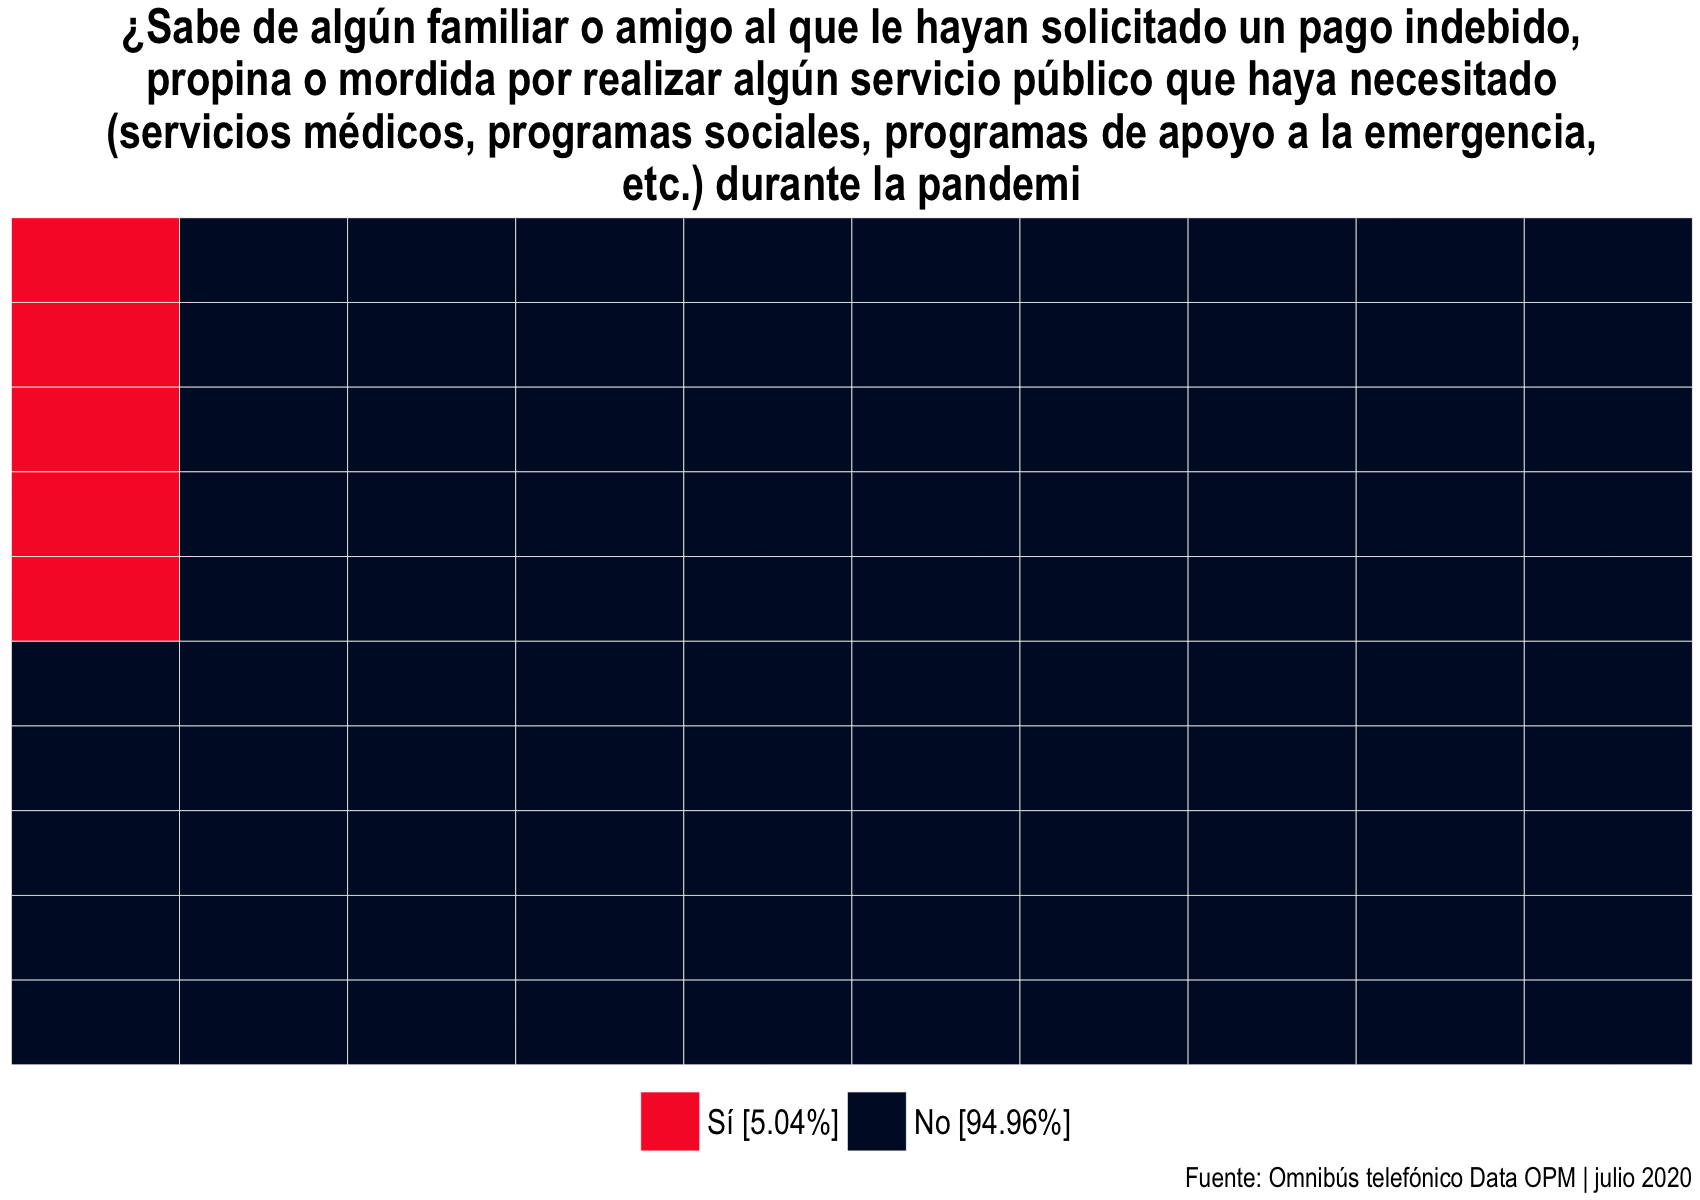 ¿Sabe de algún familiar o amigo al que le hayan solicitado un pago indebido,
propina o mordida por realizar algún servicio público que haya necesitado
(servicios médicos, programas sociales, programas de apoyo a la emergencia,
etc.) durante la pandemi
Sí [5.04%] No [94.96%]
Fuente: Omnibús telefónico Data OPM | julio 2020